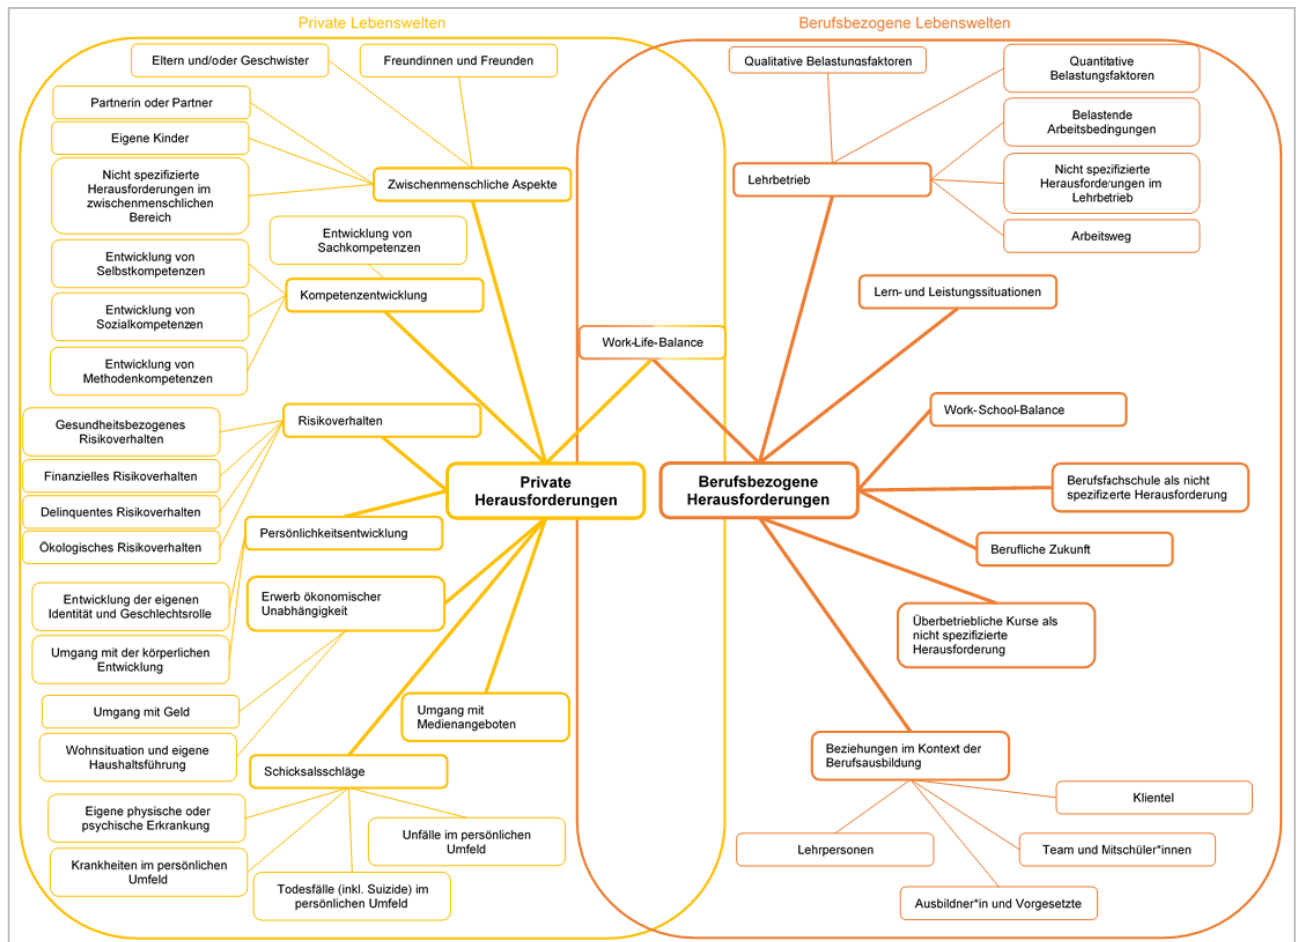 Private Lebenswelten
Berufsbezogene Lebenswelten
Eltern und/oder Geschwister
Freundinnen und Freunden
Partnerin oder Partner
Eigene Kinder
Nicht spezifizierte
Herausforderungen im
zwischenmenschlichen
Bereich
Zwischenmenschliche Aspekte
Entwicklung von
Sachkompetenzen
Entwicklung von
Selbstkompetenzen
Kompetenzentwicklung
Entwicklung von
Sozialkompetenzen
Entwicklung von
Methodenkompetenzen
Risikoverhalten
Gesundheitsbezogenes
Risikoverhalten
Finanzielles Risikoverhalten
Delinquentes Risikoverhalten
Ökologisches Risikoverhalten
Private
Herausforderungen
Persönlichkeitsentwicklung
Entwicklung der eigenen
Identität und Geschlechtsrolle
Umgang mit der körperlichen
Entwicklung
Erwerb ökonomischer
Unabhängigkeit
Umgang mit Geld
Wohnsituation und eigene
Haushaltsführung
Umgang mit
Medienangeboten
Schicksalsschläge
Eigene physische oder
psychische Erkrankung
Krankheiten im persönlichen
Umfeld
Todesfälle (inkl. Suizide) im
persönlichen Umfeld
Unfälle im persönlichen
Umfeld
Work-Life-Balance
Qualitative Belastungsfaktoren
Quantitative
Belastungsfaktoren
Belastende
Arbeitsbedingungen
Lehrbetrieb
Nicht spezifizierte
Herausforderungen im
Lehrbetrieb
Arbeitsweg
Lern- und Leistungssituationen
Work-School-Balance
Berufsbezogene
Herausforderungen
Berufsfachschule als nicht
spezifizerte Herausforderung
Berufliche Zukunft
Überbetriebliche Kurse als
nicht spezifizierte
Herausforderung
Beziehungen im Kontext der
Berufsausbildung
Klientel
Lehrpersonen
Team und Mitschüler*innen
Ausbildner*in und Vorgesetzte